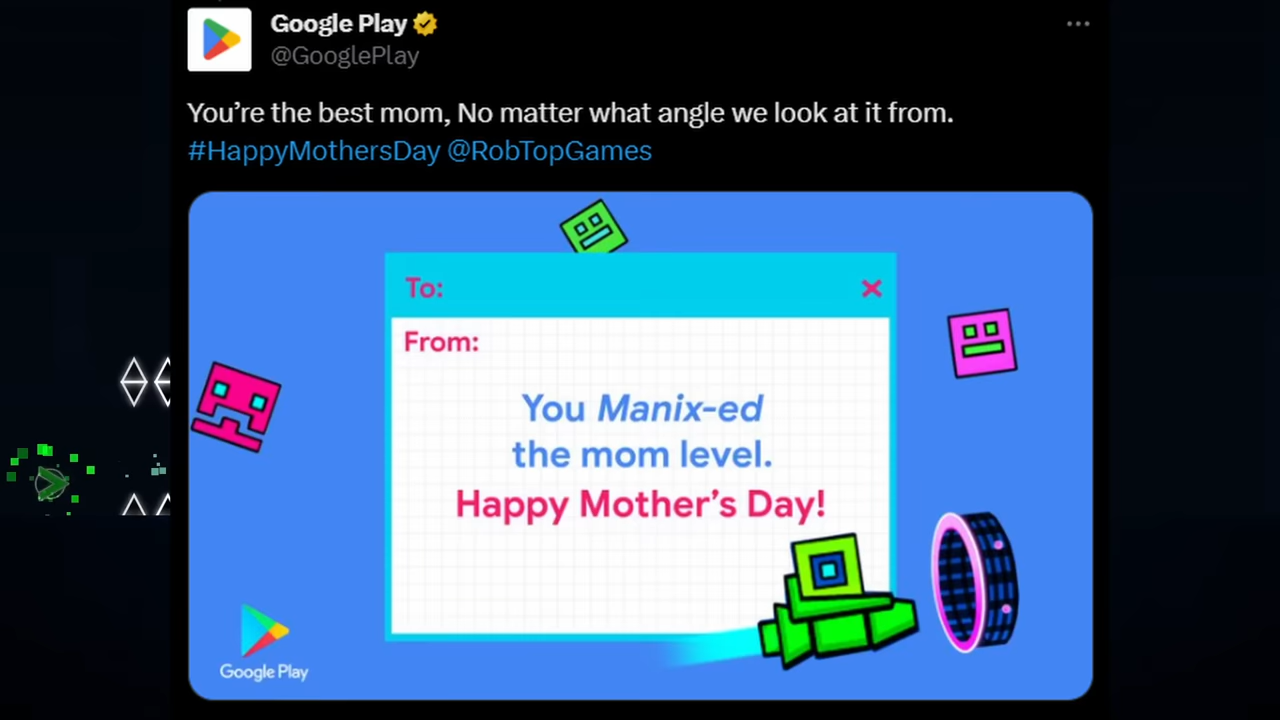 Google Play
@GooglePlay
You’re the best mom, No matter what angle we look at it from.
#HappyMothersDay @RobTopGames
To:
From:
You Manix-ed
the mom level.
Happy Mother’s Day!
Google Play